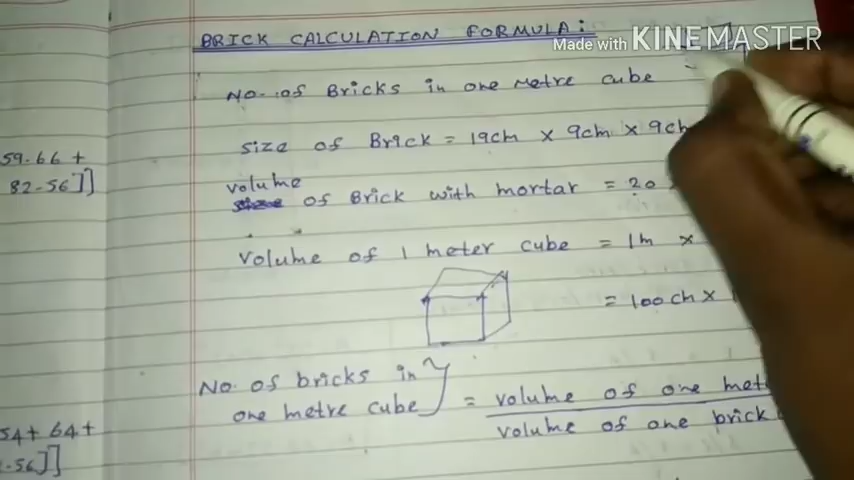 BRICK CALCULATION FORMULA:
Made with KINEMASTER
No. of Bricks in one metre cube
59.66 +
82-56]]
size of Brick = 19cm x 9cm x 9cm
volume
of Brick with mortar = 20
volume of 1 meter cube = 1m x
= 100cm x
No. of bricks in
one metre cube } = volume of one met
volume of one brick
54 + 64 +
-56]]